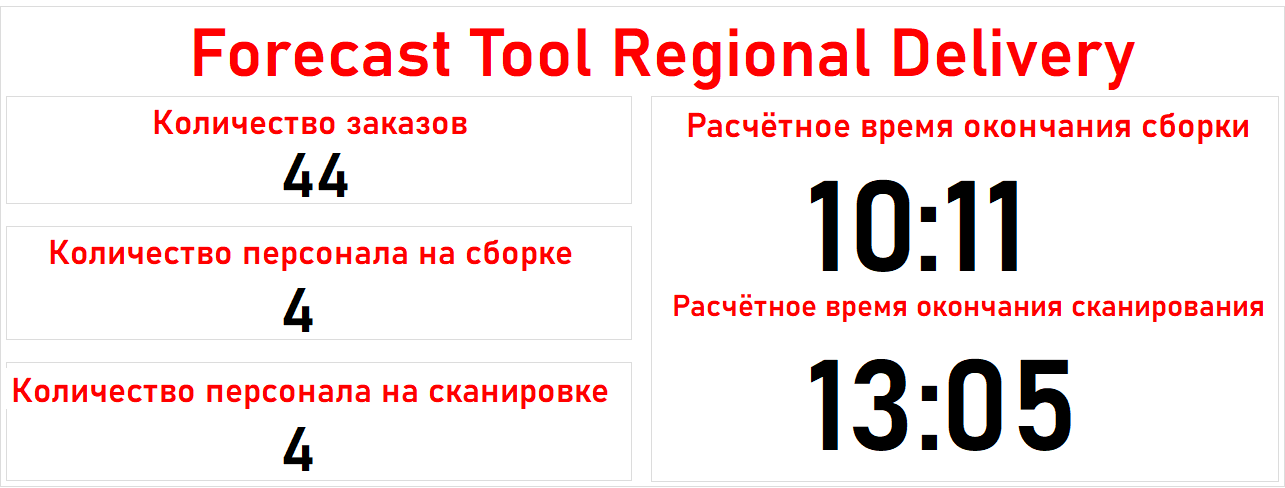 Forecast Tool Regional Delivery
Количество заказов
44
Количество персонала на сборке
4
Количество персонала на сканировке
4
Расчётное время окончания сборки
10:11
Расчётное время окончания сканирования
13:05